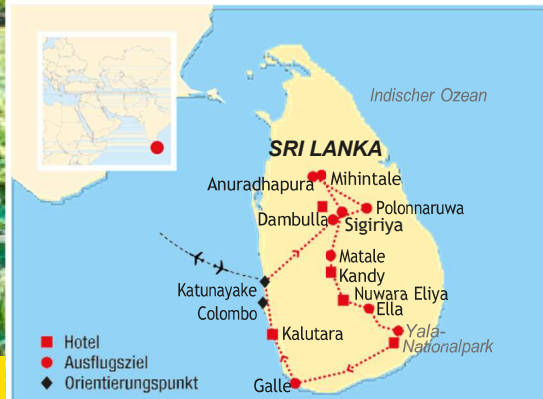 Indischer Ozean
SRI LANKA
Anuradhapura
Mihintale
Dambulla
Polonnaruwa
Sigiriya
Matale
Kandy
Katunayake
Nuwara Eliya
Colombo
Ella
Kalutara
Yala-
Nationalpark
Galle
Hotel
Ausflugsziel
Orientierungspunkt